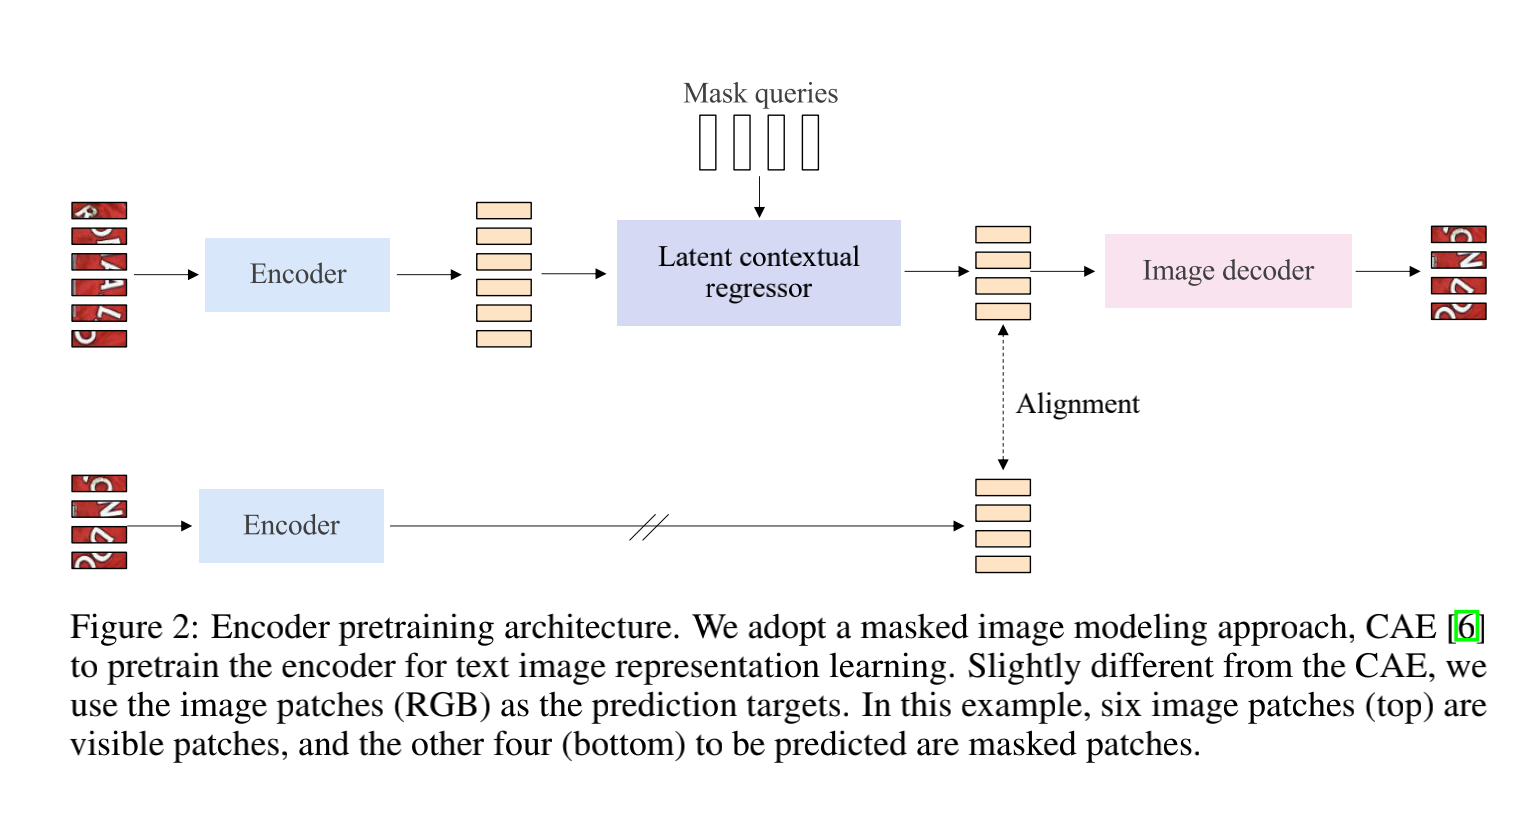 Mask queries
Encoder
Latent contextual
regressor
Image decoder
Alignment
Encoder
Figure 2: Encoder pretraining architecture. We adopt a masked image modeling approach, CAE [6]
to pretrain the encoder for text image representation learning. Slightly different from the CAE, we
use the image patches (RGB) as the prediction targets. In this example, six image patches (top) are
visible patches, and the other four (bottom) to be predicted are masked patches.